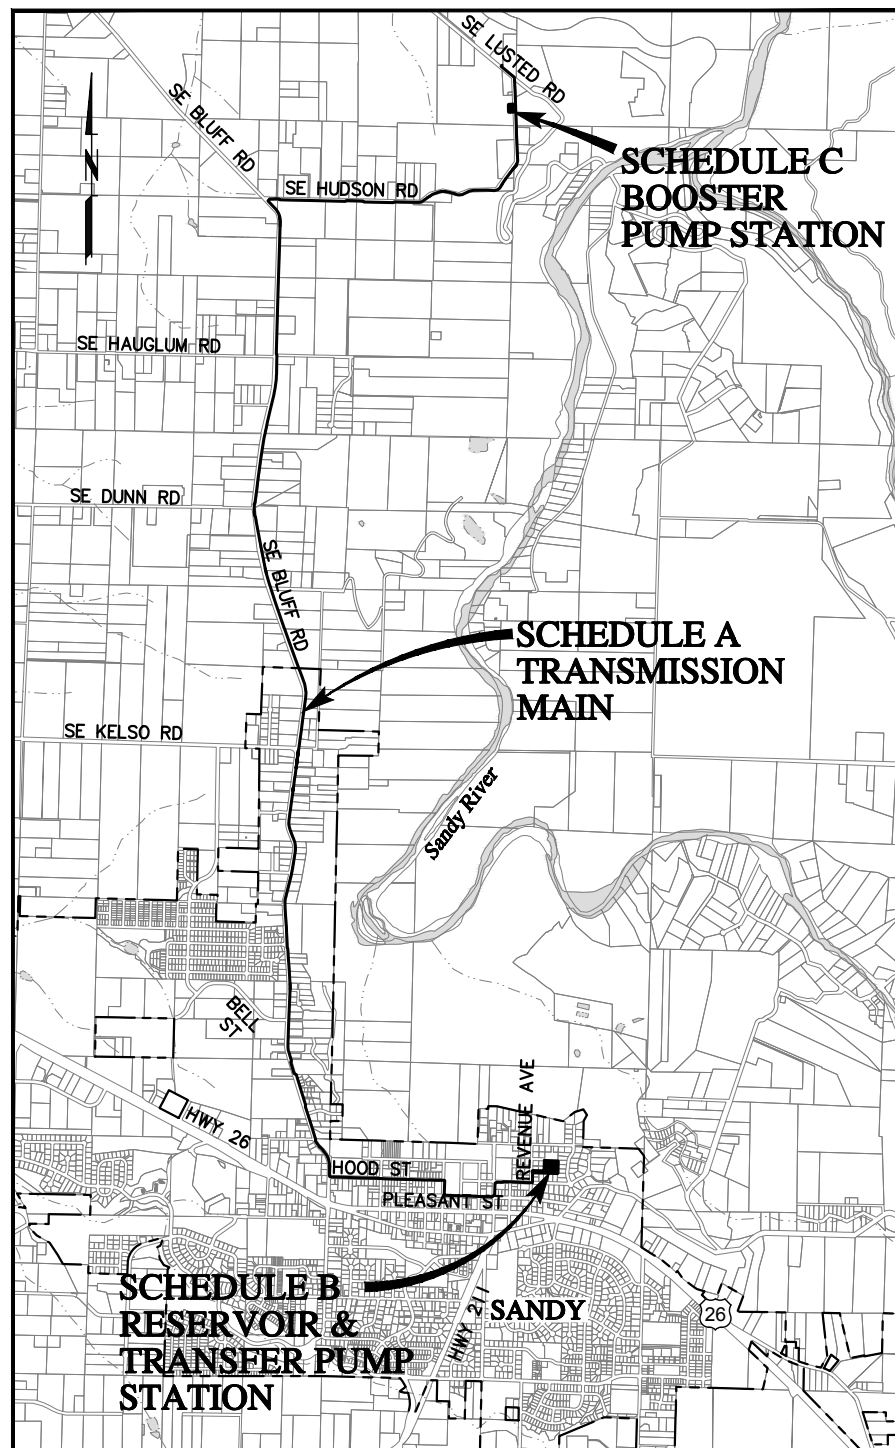 SE LUSTED RD
SE BLUFF RD
N
SCHEDULE C
BOOSTER
PUMP STATION
SE HUDSON RD
SE HAUGLUM RD
SE DUNN RD
SE BLUFF RD
SCHEDULE A
TRANSMISSION
MAIN
SE KELSO RD
Sandy River
BELL
ST
REVENUE AVE
HWY 26
HOOD ST
PLEASANT ST
SCHEDULE B
RESERVOIR &
TRANSFER PUMP
STATION
HWY 211
SANDY
26